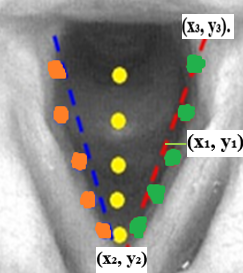 (x₃, y₃).
(x₁, y₁)
(x₂, y₂)